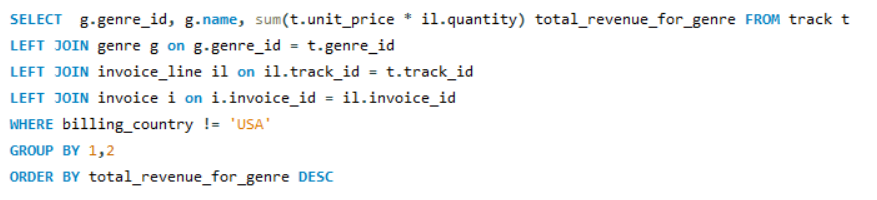 SELECT  g.genre_id, g.name, sum(t.unit_price * il.quantity) total_revenue_for_genre FROM track t
LEFT JOIN genre g on g.genre_id = t.genre_id
LEFT JOIN invoice_line il on il.track_id = t.track_id
LEFT JOIN invoice i on i.invoice_id = il.invoice_id
WHERE billing_country != 'USA'
GROUP BY 1,2
ORDER BY total_revenue_for_genre DESC